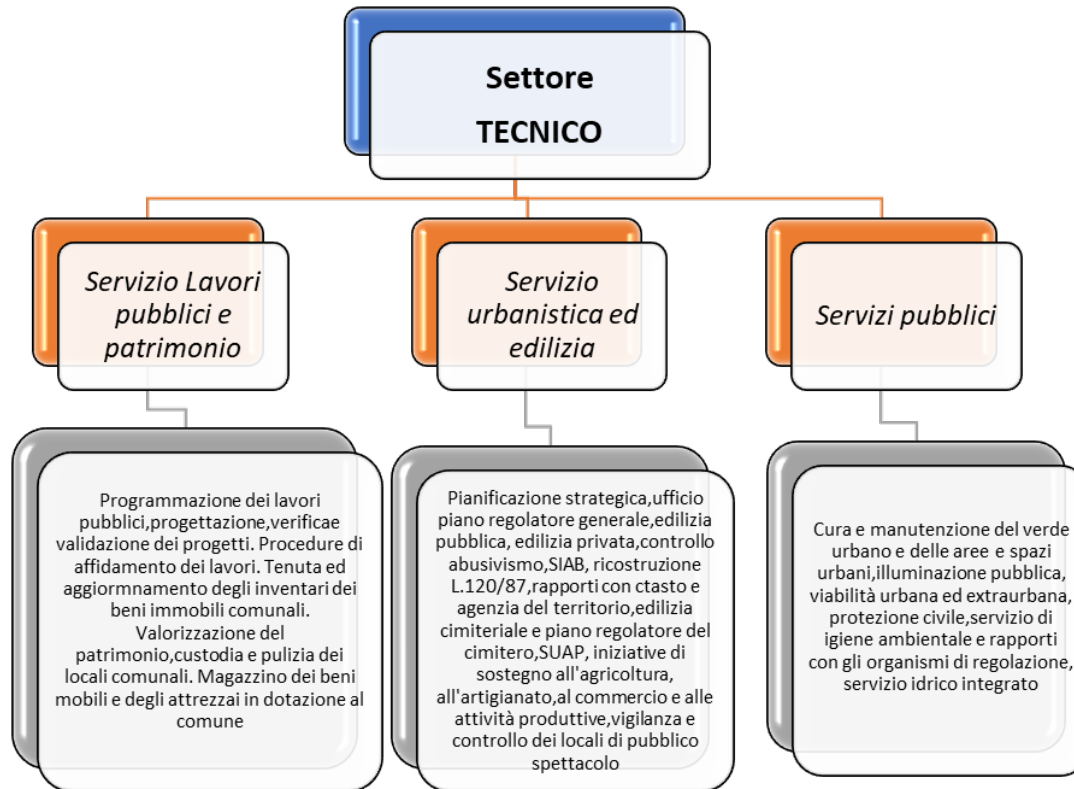 Settore
TECNICO
Servizio Lavori
pubblici e
patrimonio
Servizio
urbanistica ed
edilizia
Servizi pubblici
Programmazione dei lavori
pubblici,progettazione,verificae
validazione dei progetti. Procedure di
affidamento dei lavori. Tenuta ed
aggiormnamento degli inventari dei
beni immobili comunali.
Valorizzazione del
patrimonio,custodia e pulizia dei
locali comunali. Magazzino dei beni
mobili e degli attrezzai in dotazione al
comune
Pianificazione strategica,ufficio
piano regolatore generale,edilizia
pubblica, edilizia privata,controllo
abusivismo,SIAB, ricostruzione
L.120/87,rapporti con ctasto e
agenzia del territorio,edilizia
cimiteriale e piano regolatore del
cimitero,SUAP, iniziative di
sostegno all'agricoltura,
all'artigianato,al commercio e alle
attività produttive,vigilanza e
controllo dei locali di pubblico
spettacolo
Cura e manutenzione del verde
urbano e delle aree e spazi
urbani,illuminazione pubblica,
viabilità urbana ed extraurbana,
protezione civile,servizio di
igiene ambientale e rapporti
con gli organismi di regolazione,
servizio idrico integrato